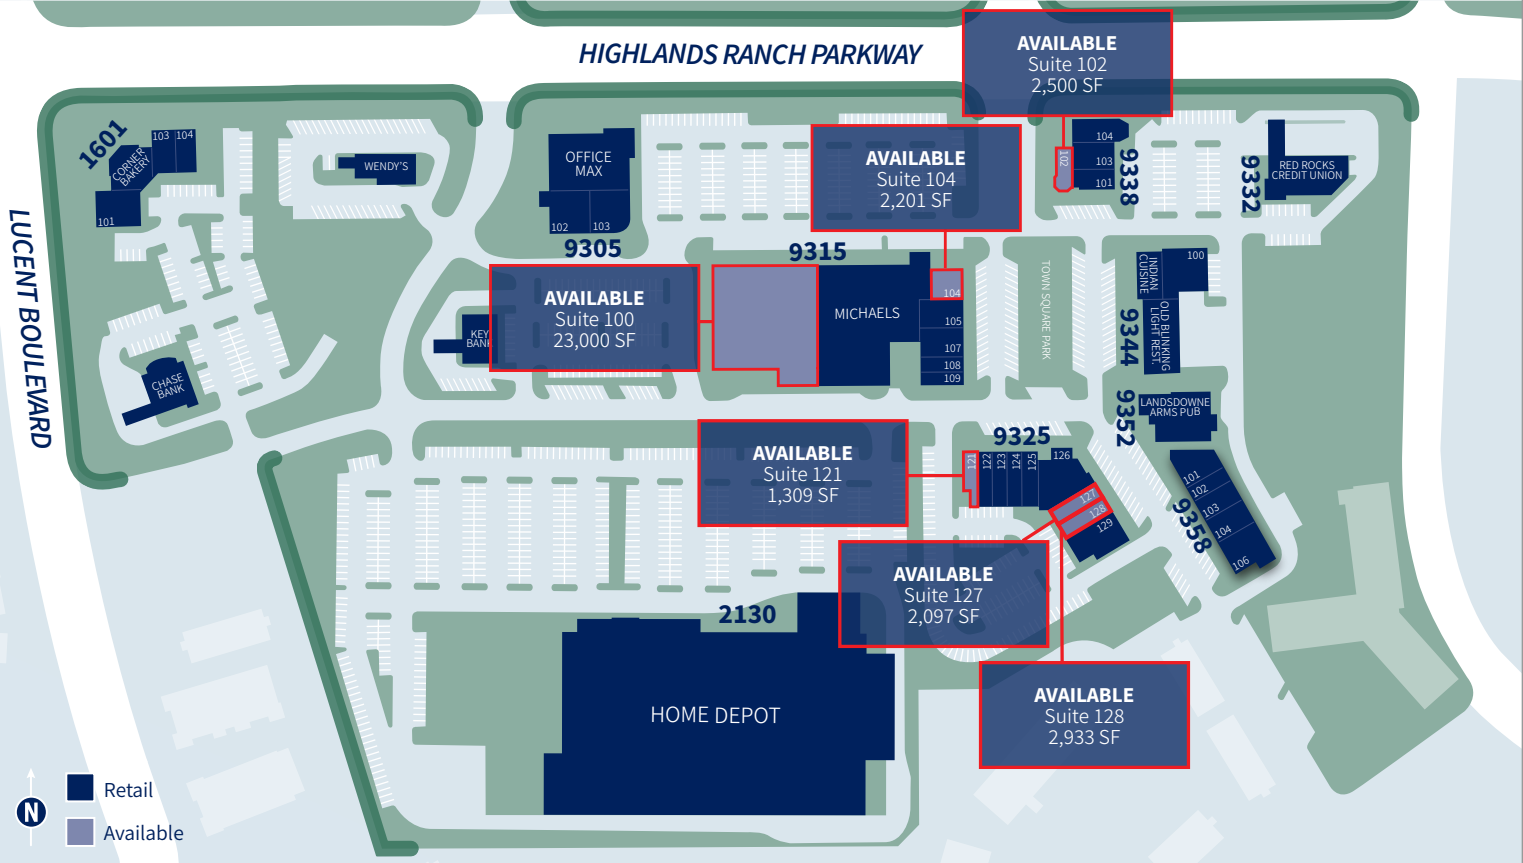 HIGHLANDS RANCH PARKWAY
AVAILABLE
Suite 102
2,500 SF
1601
103
104
CORNER
BAKERY
101
WENDY'S
OFFICE
MAX
102
103
9305
AVAILABLE
Suite 104
2,201 SF
102
104
103
101
9338
9332
RED ROCKS
CREDIT UNION
LUCENT BOULEVARD
9315
AVAILABLE
Suite 100
23,000 SF
KEY
BANK
MICHAELS
104
105
107
108
109
TOWN SQUARE PARK
100
INDIAN
CUISINE
OLD BLINKING
LIGHT REST.
9344
CHASE
BANK
9352
LANDSDOWNE
ARMS PUB
AVAILABLE
Suite 121
1,309 SF
9325
121
122
123
124
125
126
127
128
129
101
102
103
104
106
9358
AVAILABLE
Suite 127
2,097 SF
2130
HOME DEPOT
AVAILABLE
Suite 128
2,933 SF
N
Retail
Available